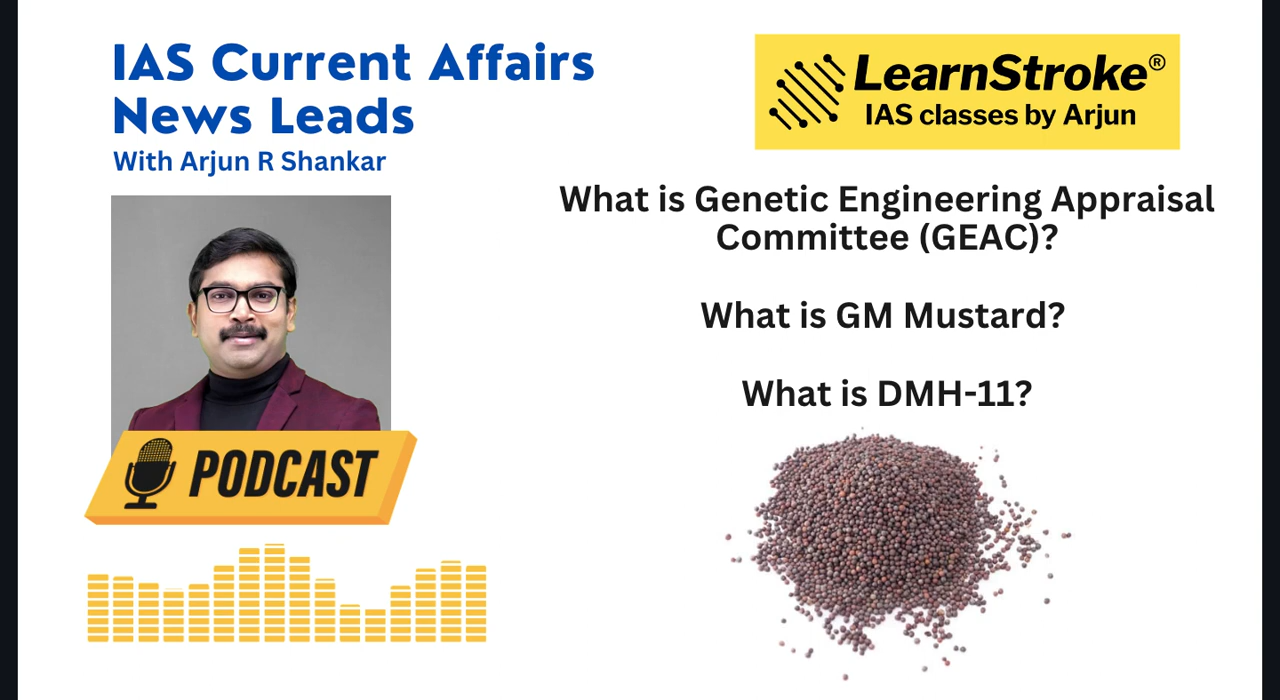 IAS Current Affairs
News Leads
With Arjun R Shankar
LearnStroke®
IAS classes by Arjun
What is Genetic Engineering Appraisal
Committee (GEAC)?
What is GM Mustard?
What is DMH-11?
PODCAST